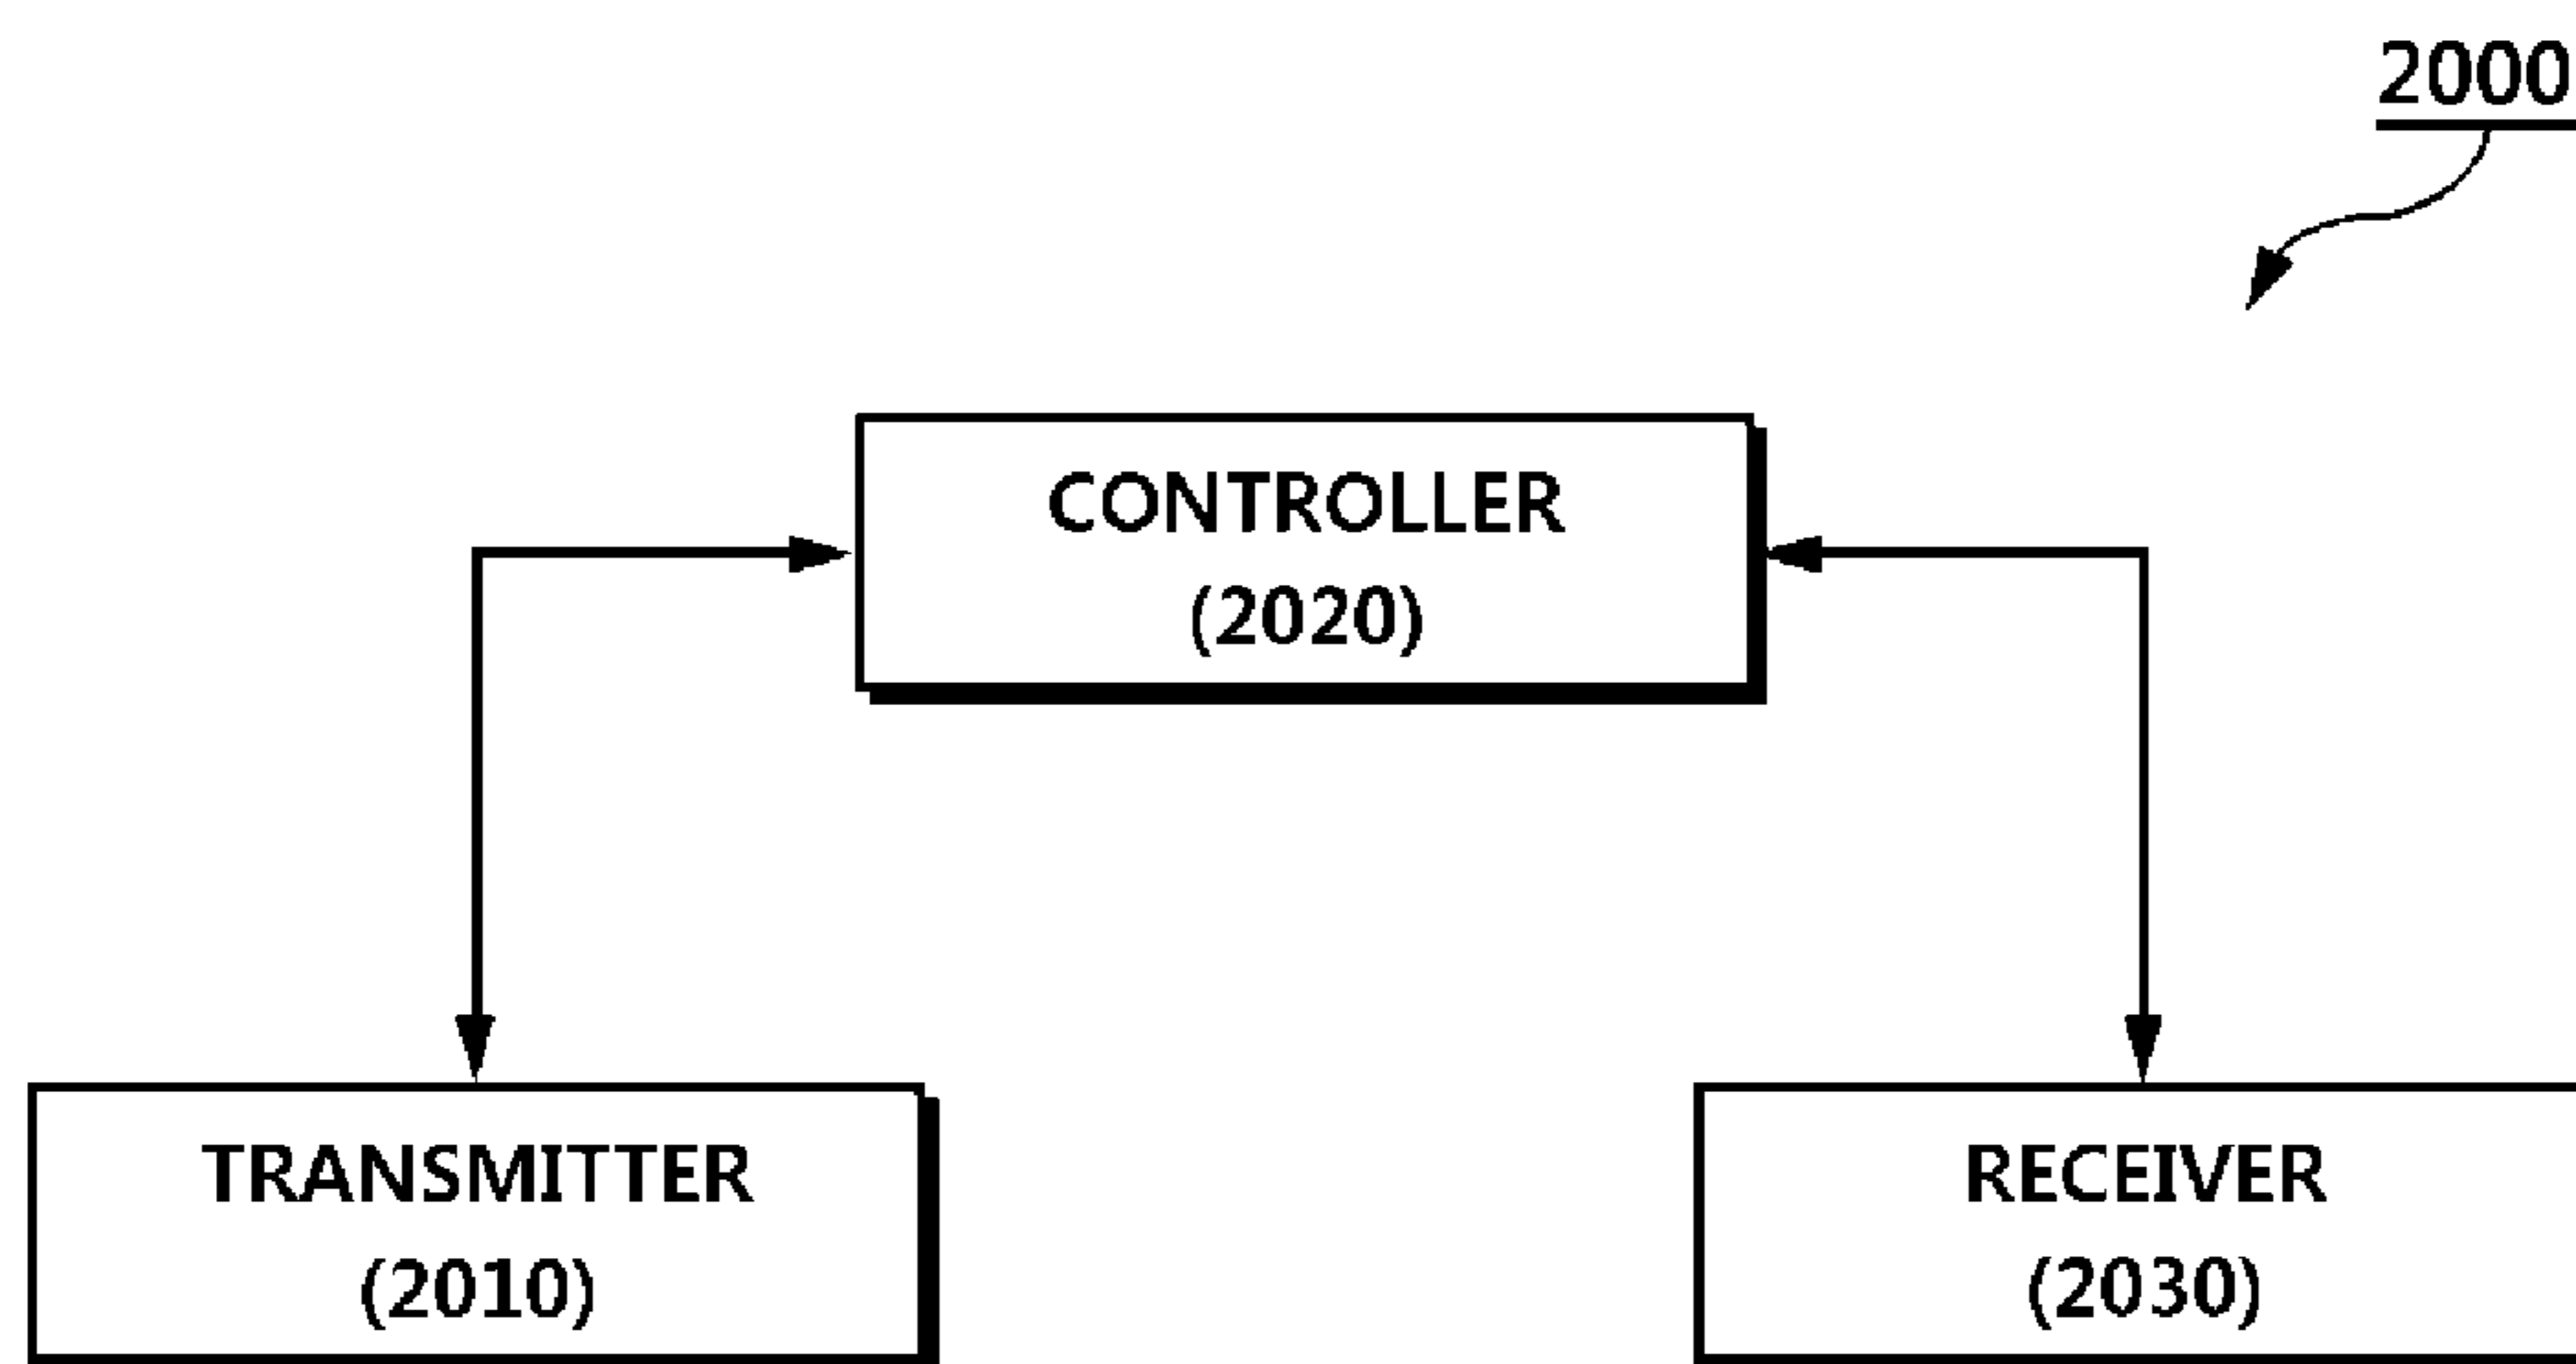 2000
CONTROLLER
(2020)
TRANSMITTER
(2010)
RECEIVER
(2030)